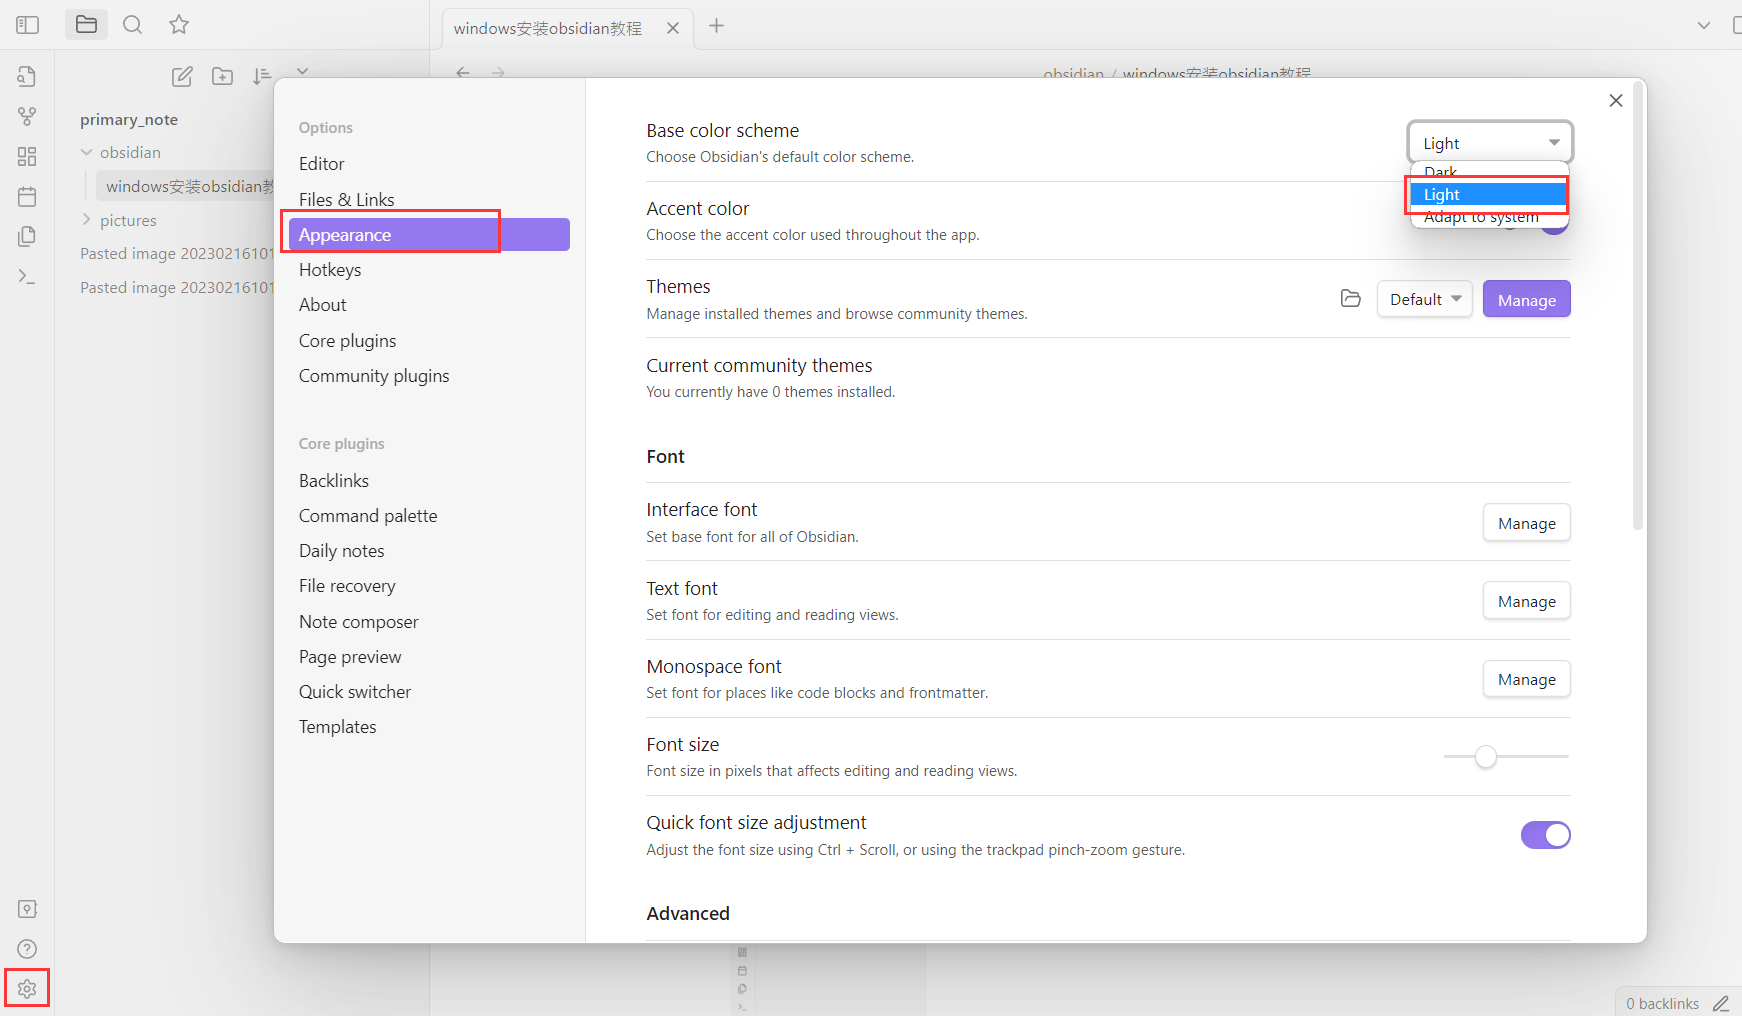 windows安装obsidian教程
obsidian / windows安装obsidian教程
primary_note
obsidian
windows安装obsidian教
pictures
Pasted image 20230216101
Pasted image 20230216101
Options
Editor
Files & Links
Appearance
Hotkeys
About
Core plugins
Community plugins
Core plugins
Backlinks
Command palette
Daily notes
File recovery
Note composer
Page preview
Quick switcher
Templates
Base color scheme
Choose Obsidian's default color scheme.
Light
Dark
Light
Adapt to system
Accent color
Choose the accent color used throughout the app.
Themes
Manage installed themes and browse community themes.
Default
Manage
Current community themes
You currently have 0 themes installed.
Font
Interface font
Set base font for all of Obsidian.
Manage
Text font
Set font for editing and reading views.
Manage
Monospace font
Set font for places like code blocks and frontmatter.
Manage
Font size
Font size in pixels that affects editing and reading views.
Quick font size adjustment
Adjust the font size using Ctrl + Scroll, or using the trackpad pinch-zoom gesture.
Advanced
0 backlinks